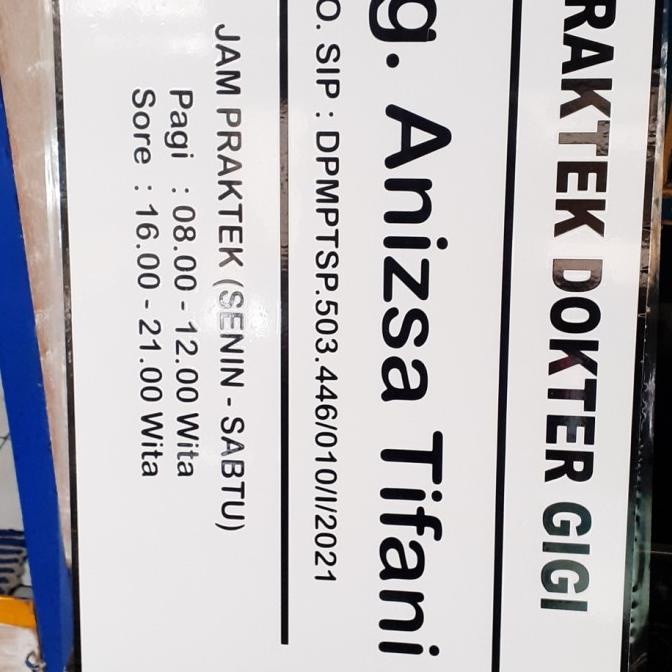 RAKTEK DOKTER GIGI
g. Anizsa Tifani
O. SIP : DPMPTSP.503.446/010/I/2021
JAM PRAKTEK (SENIN - SABTU)
Pagi : 08.00 - 12.00 Wita
Sore : 16.00 - 21.00 Wita